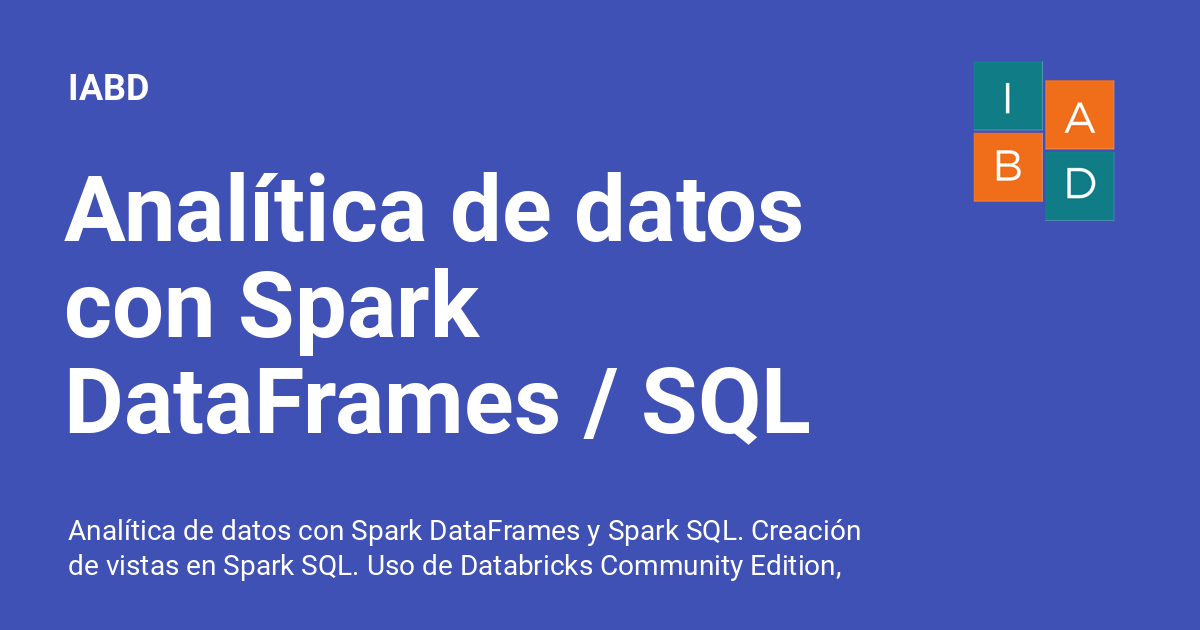 IABD
I
A
B
D
Analítica de datos
con Spark
DataFrames / SQL
Analítica de datos con Spark DataFrames y Spark SQL. Creación
de vistas en Spark SQL. Uso de Databricks Community Edition,